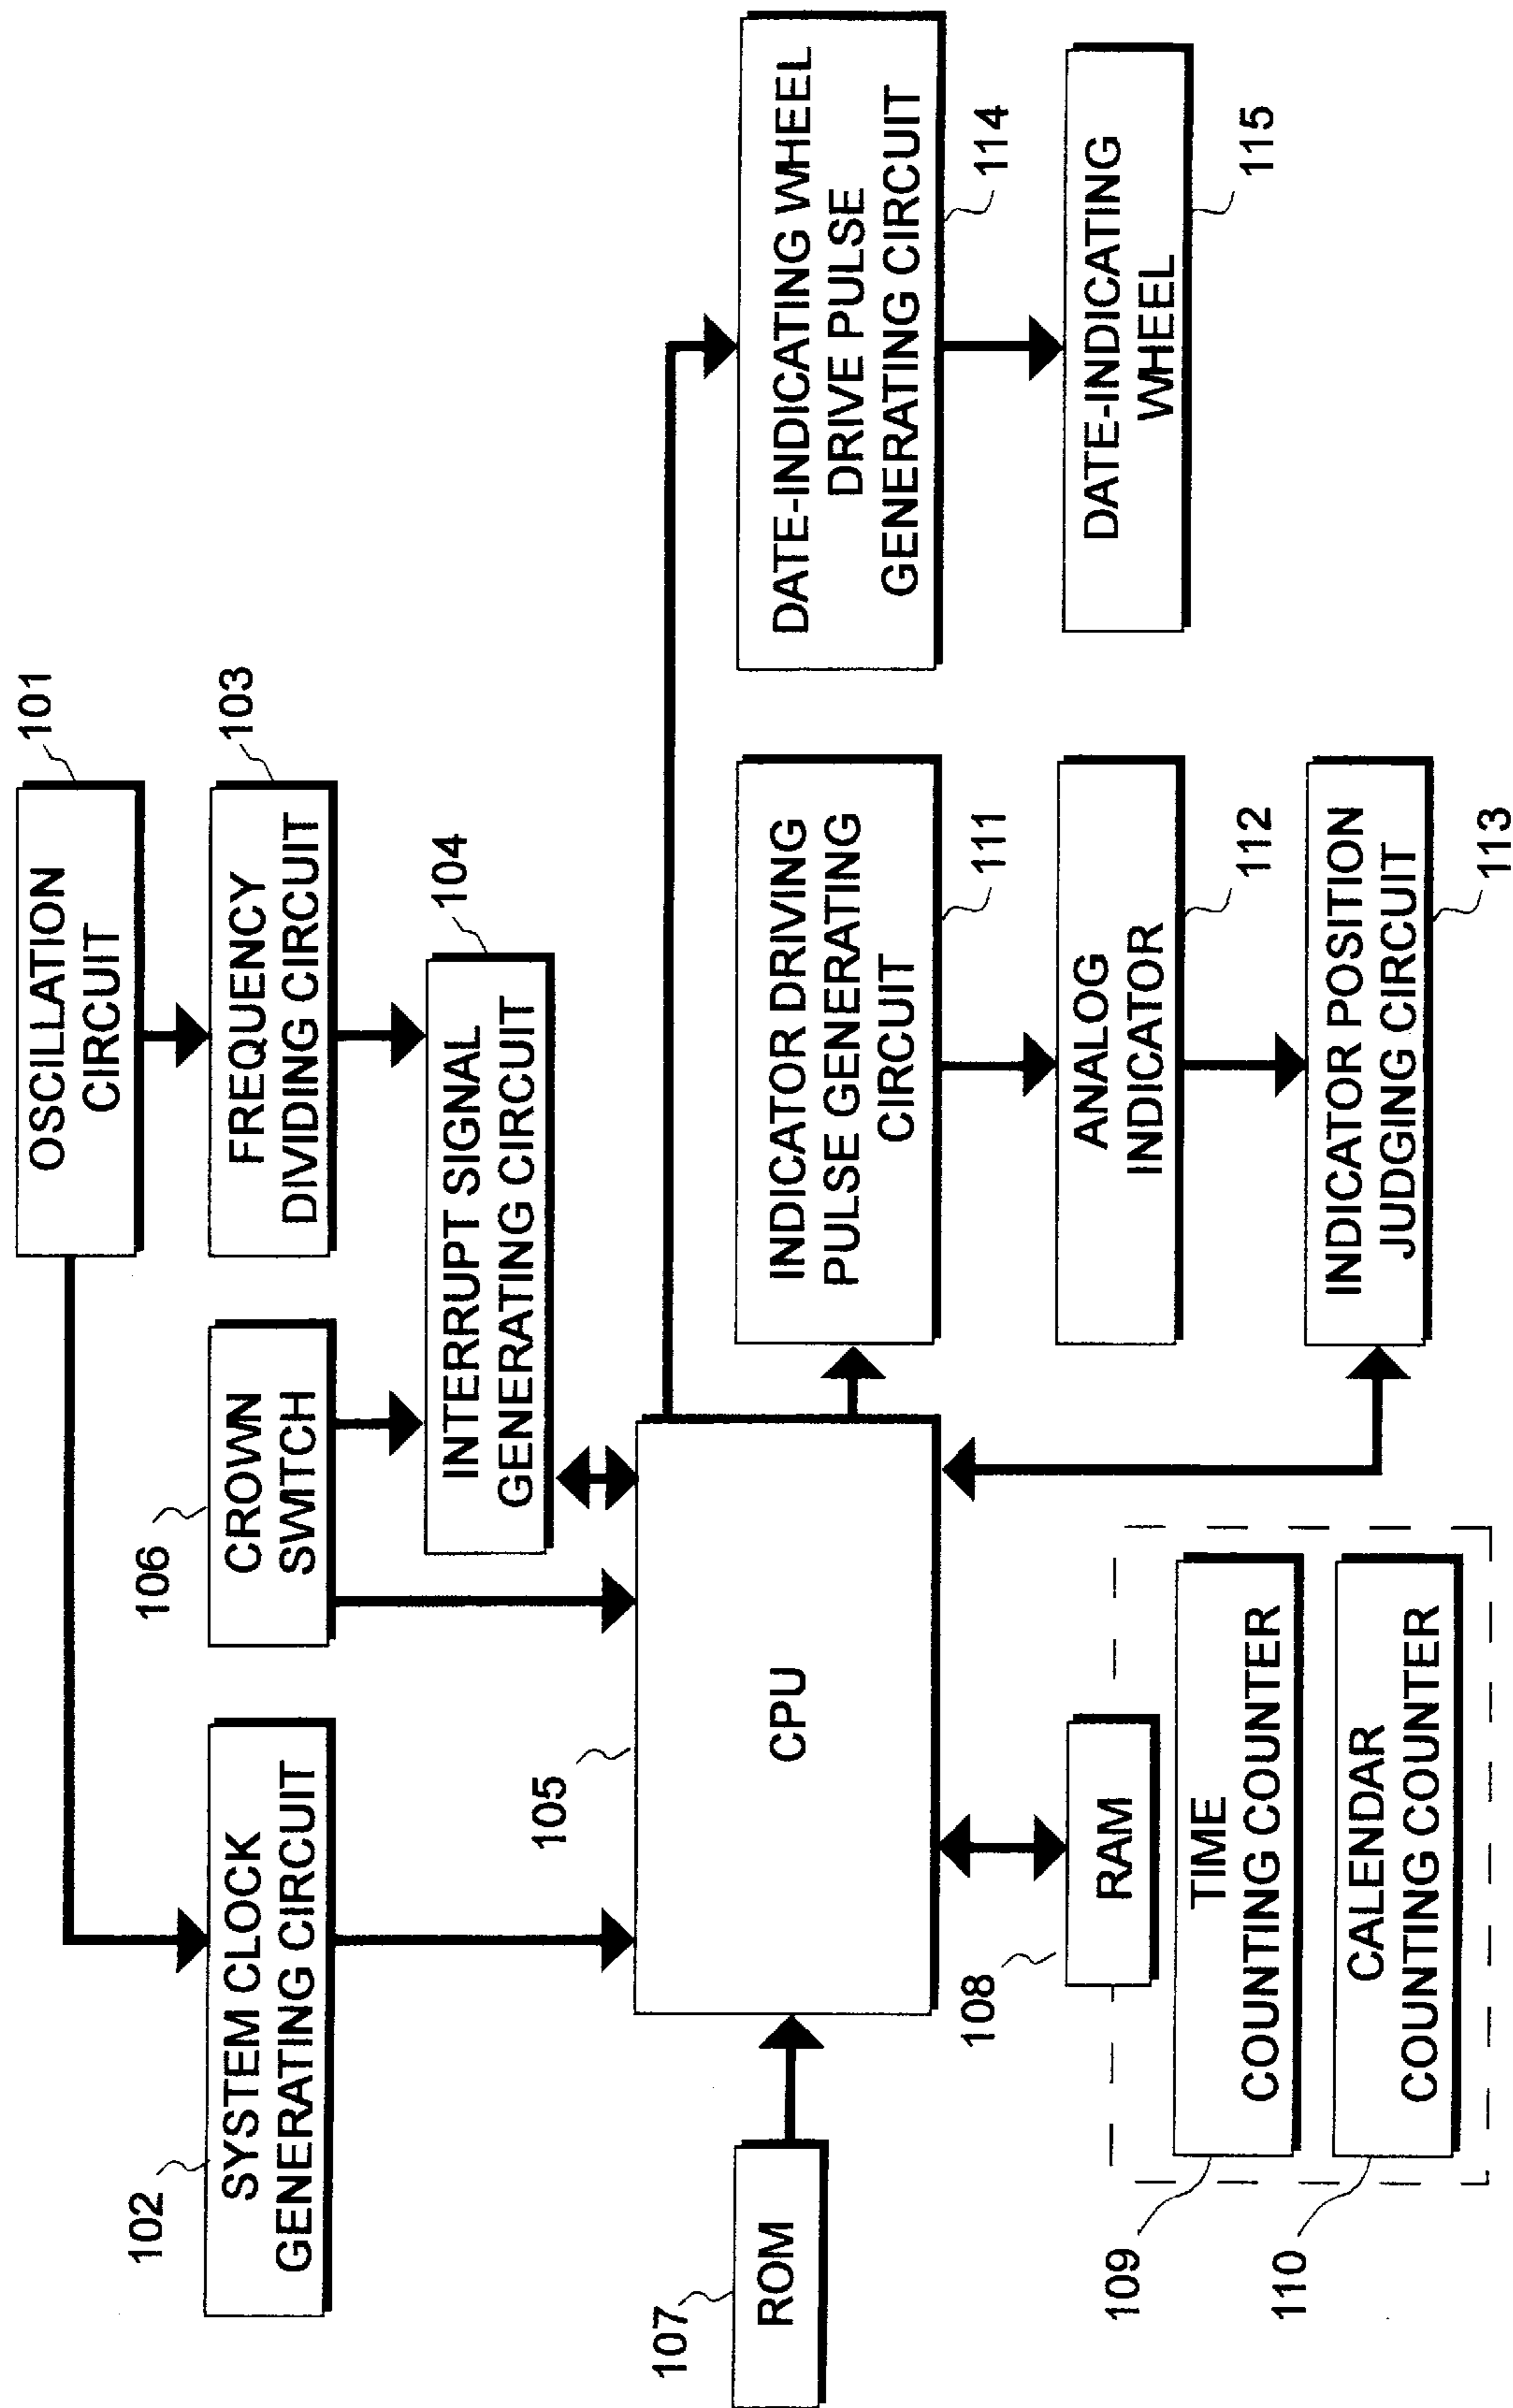 101
OSCILLATION
CIRCUIT
102
SYSTEM CLOCK
GENERATING CIRCUIT
106
CROWN
SWITCH
103
FREQUENCY
DIVIDING CIRCUIT
104
INTERRUPT SIGNAL
GENERATING CIRCUIT
105
CPU
107
ROM
108
RAM
109
TIME
COUNTING COUNTER
110
CALENDAR
COUNTING COUNTER
INDICATOR DRIVING
PULSE GENERATING
CIRCUIT
111
ANALOG
INDICATOR
112
INDICATOR POSITION
JUDGING CIRCUIT
113
DATE-INDICATING WHEEL
DRIVE PULSE
GENERATING CIRCUIT
114
DATE-INDICATING
WHEEL
115